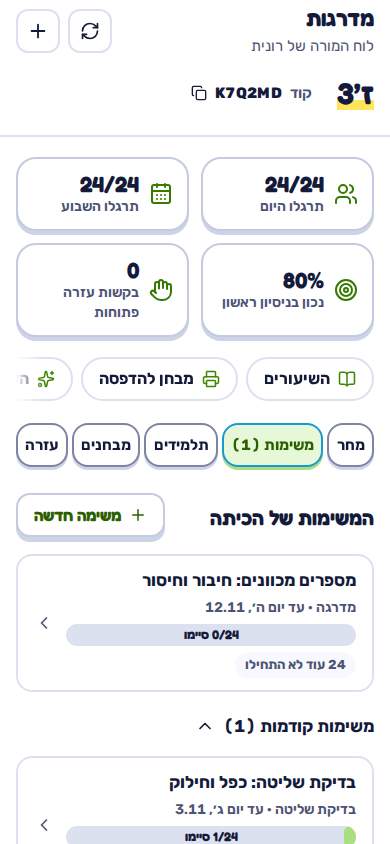 מדרגות
לוח המורה של רונית
ז׳3
קוד K7Q2MD
24/24
תרגלו היום
24/24
תרגלו השבוע
80%
נכון בניסיון ראשון
0
בקשות עזרה
פתוחות
השיעורים
מבחן להדפסה
מחר
משימות (1)
תלמידים
מבחנים
עזרה
המשימות של הכיתה
משימה חדשה
מספרים מכוונים: חיבור וחיסור
מדרגה • עד יום ה׳, 12.11
0/24 סיימו
24 עוד לא התחילו
משימות קודמות (1)
בדיקת שליטה: כפל וחילוק
בדיקת שליטה • עד יום ג׳, 3.11
1/24 סיימו